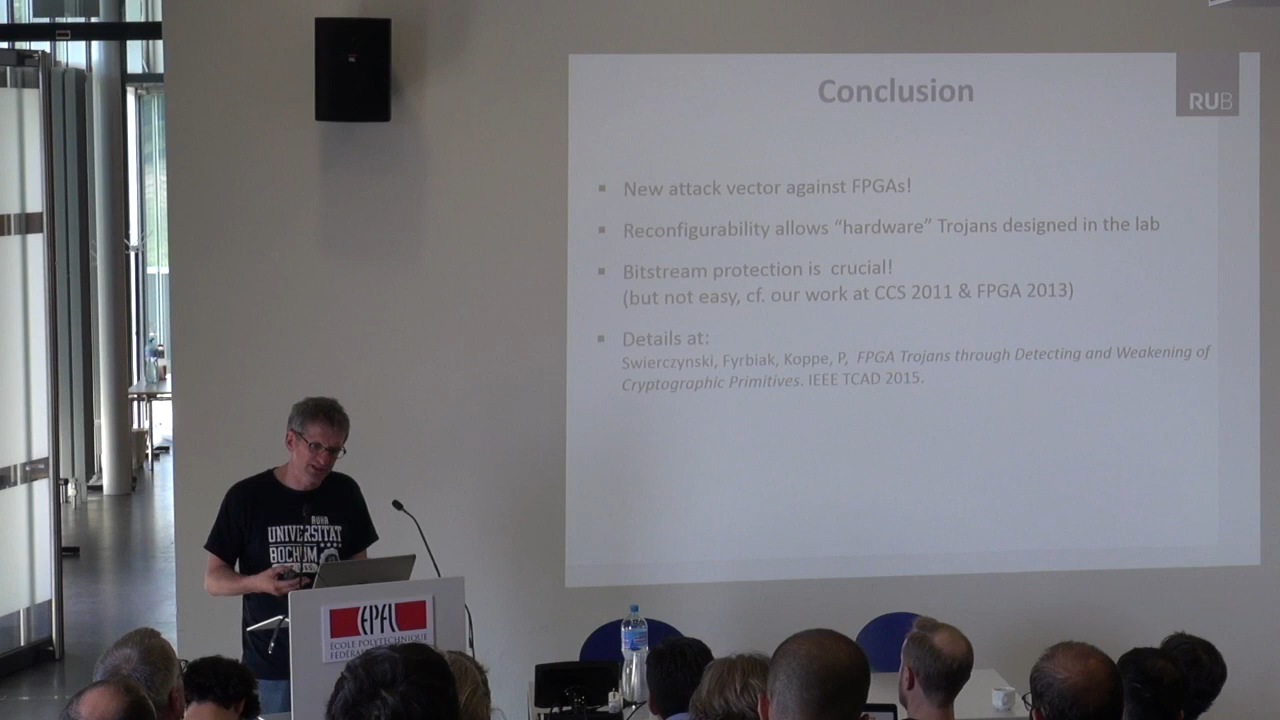 Conclusion
RUB
▪ New attack vector against FPGAs!
▪ Reconfigurability allows “hardware” Trojans designed in the lab
▪ Bitstream protection is crucial!
(but not easy, cf. our work at CCS 2011 & FPGA 2013)
▪ Details at:
Swierczynski, Fyrbiak, Koppe, P, FPGA Trojans through Detecting and Weakening of
Cryptographic Primitives. IEEE TCAD 2015.
RUHR
UNIVERSITÄT
BOCHUM
EPFL
ÉCOLE POLYTECHNIQUE